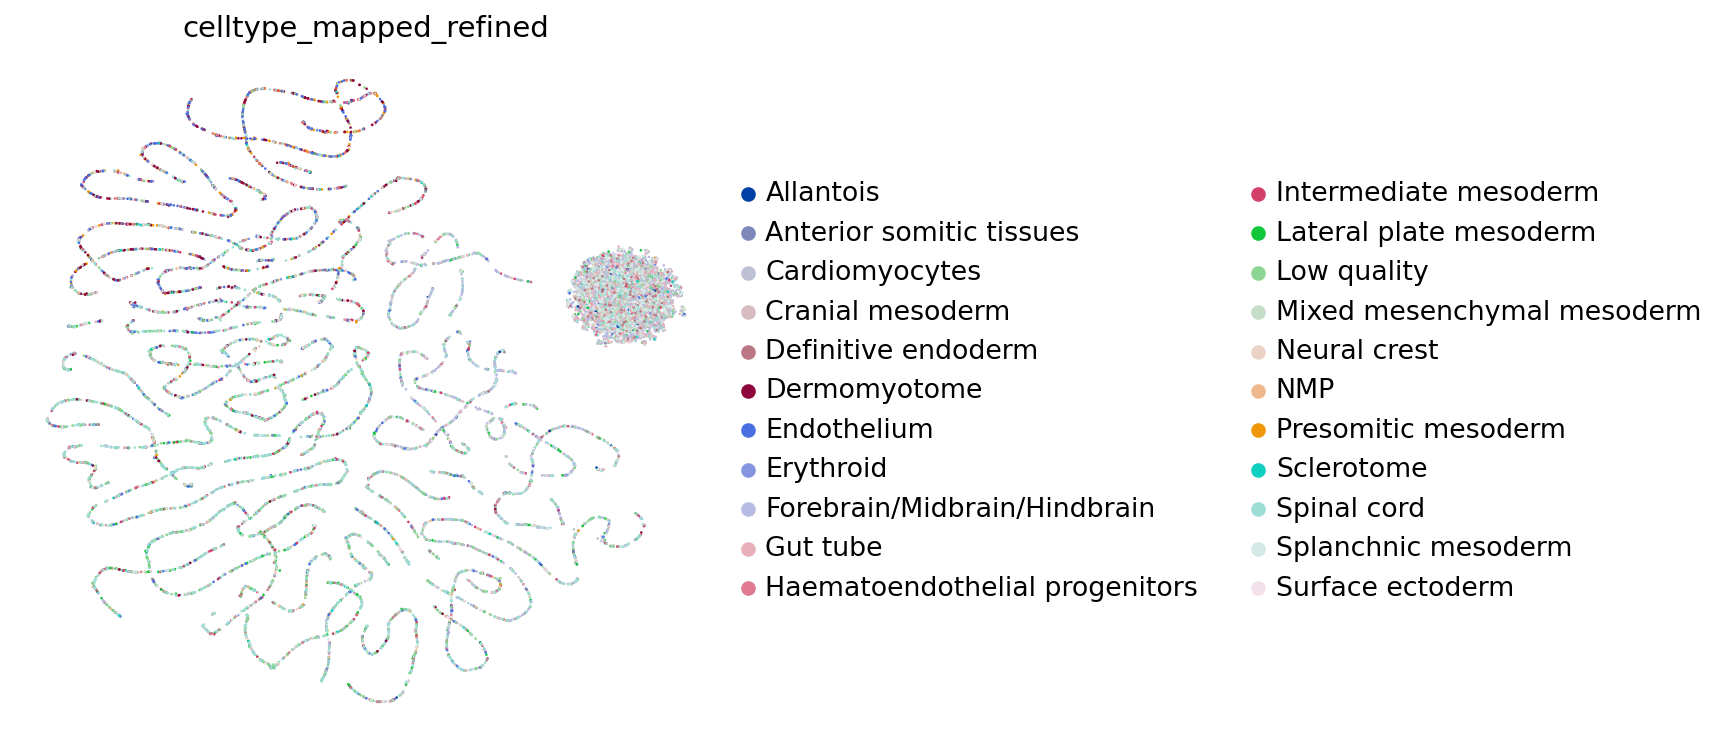 celltype_mapped_refined
Allantois
Anterior somitic tissues
Cardiomyocytes
Cranial mesoderm
Definitive endoderm
Dermomyotome
Endothelium
Erythroid
Forebrain/Midbrain/Hindbrain
Gut tube
Haematoendothelial progenitors
Intermediate mesoderm
Lateral plate mesoderm
Low quality
Mixed mesenchymal mesoderm
Neural crest
NMP
Presomitic mesoderm
Sclerotome
Spinal cord
Splanchnic mesoderm
Surface ectoderm